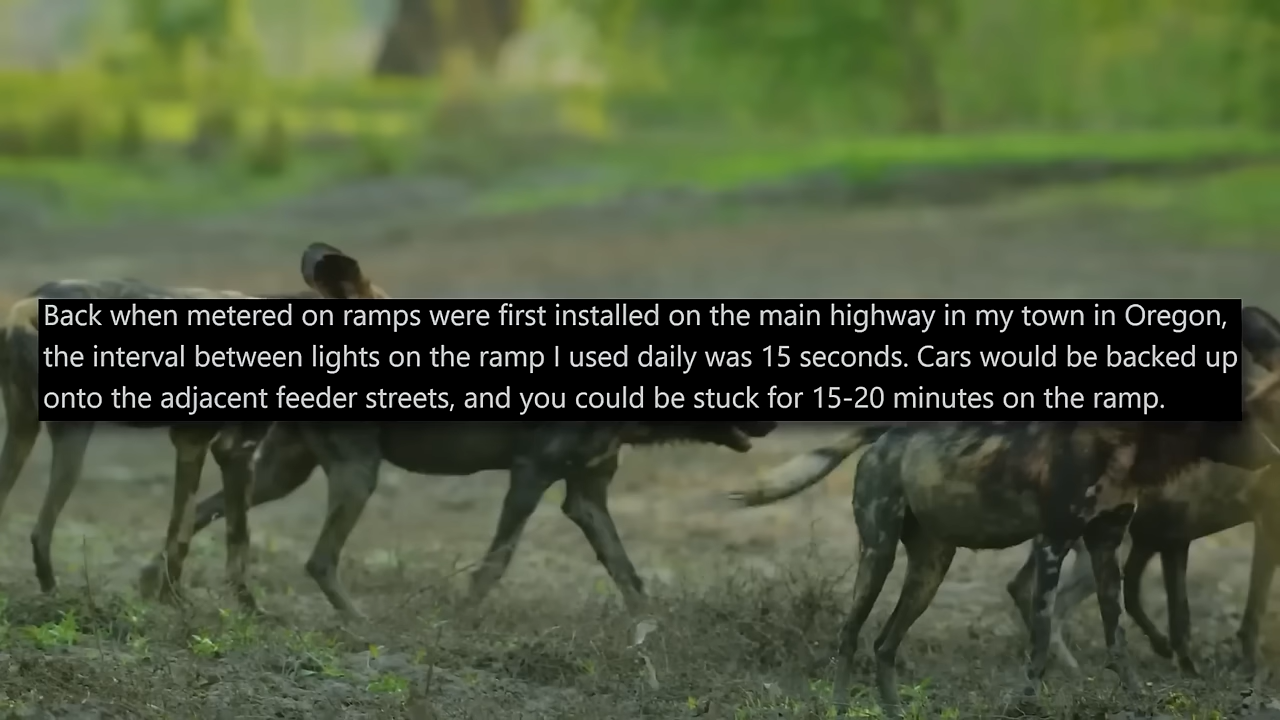 Back when metered on ramps were first installed on the main highway in my town in Oregon,
the interval between lights on the ramp I used daily was 15 seconds. Cars would be backed up
onto the adjacent feeder streets, and you could be stuck for 15-20 minutes on the ramp.